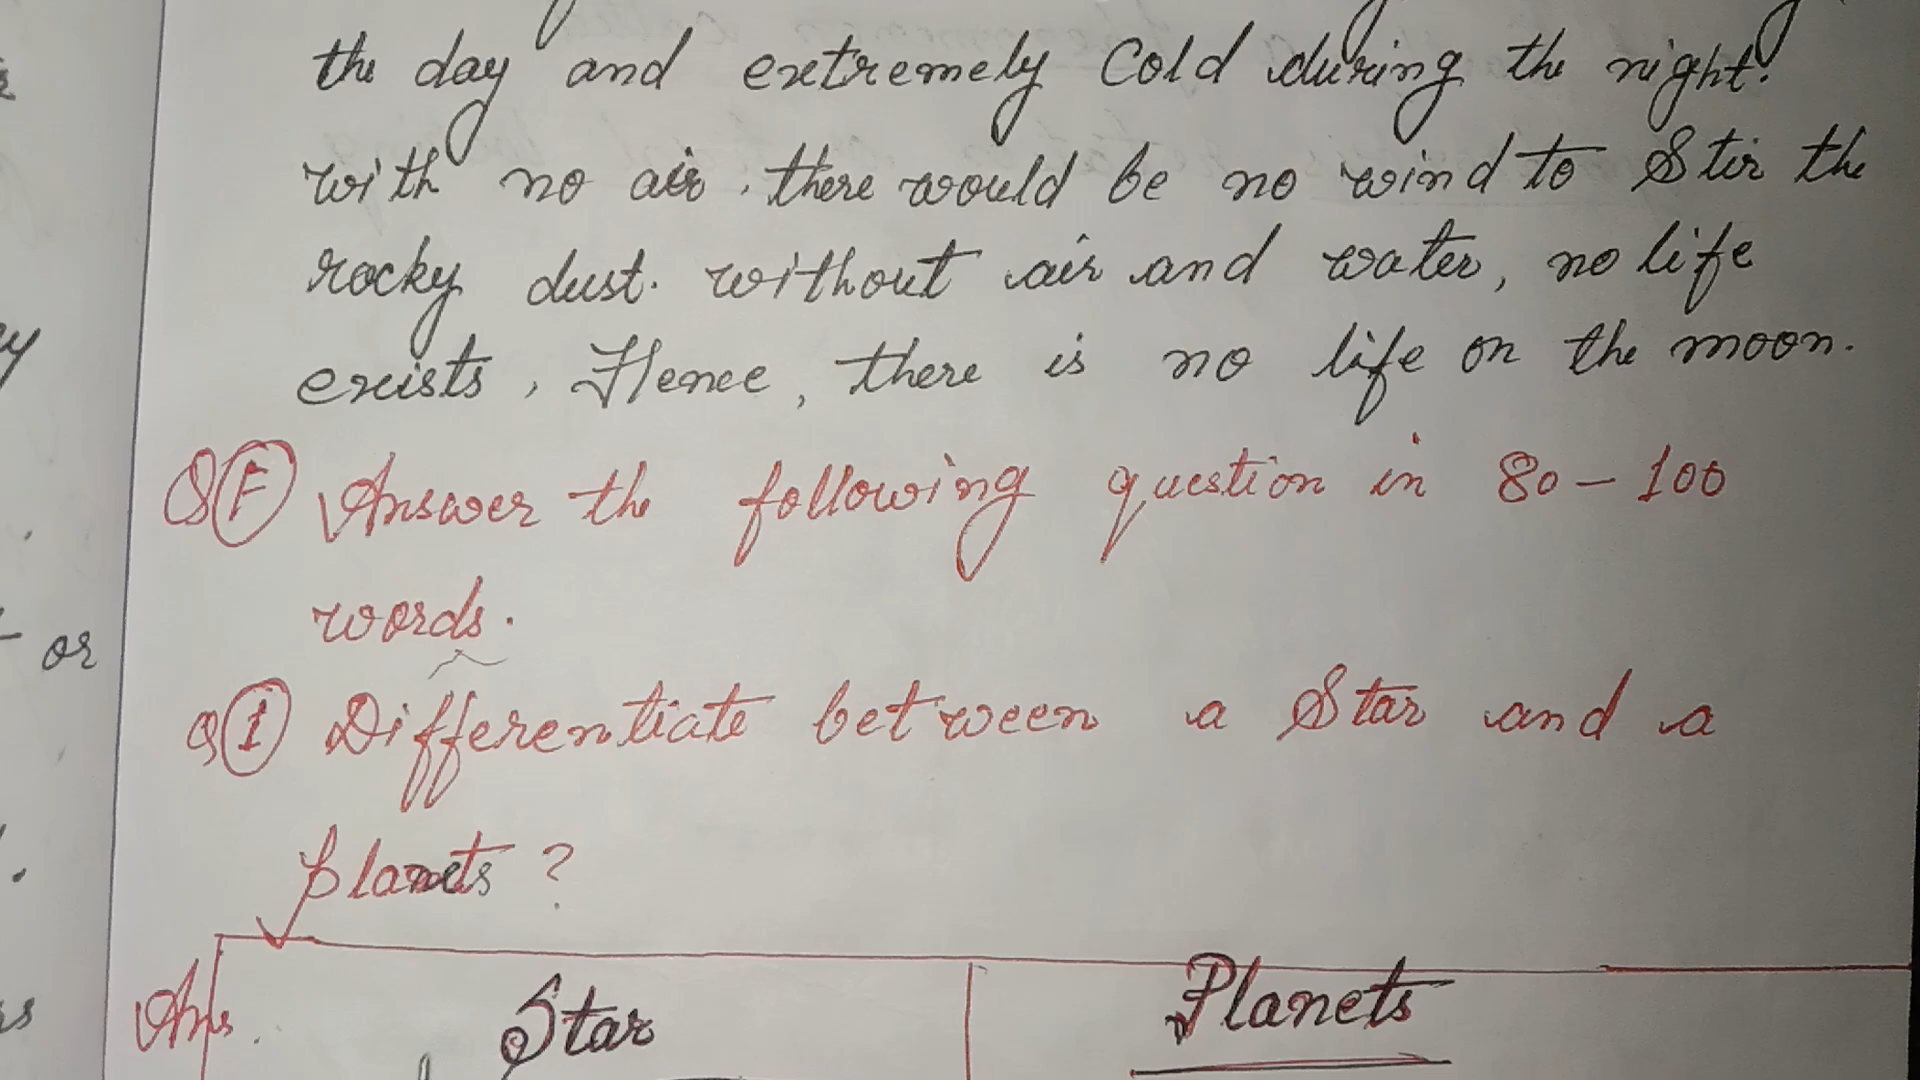 the day and extremely cold during the night.
with no air, there would be no wind to stir the
rocky dust. without air and water, no life
exists, Hence, there is no life on the moon.
Q F Answer the following question in 80-100
words.
or
Q 1 Differentiate between a Star and a
planets?
Ans. Star Planets